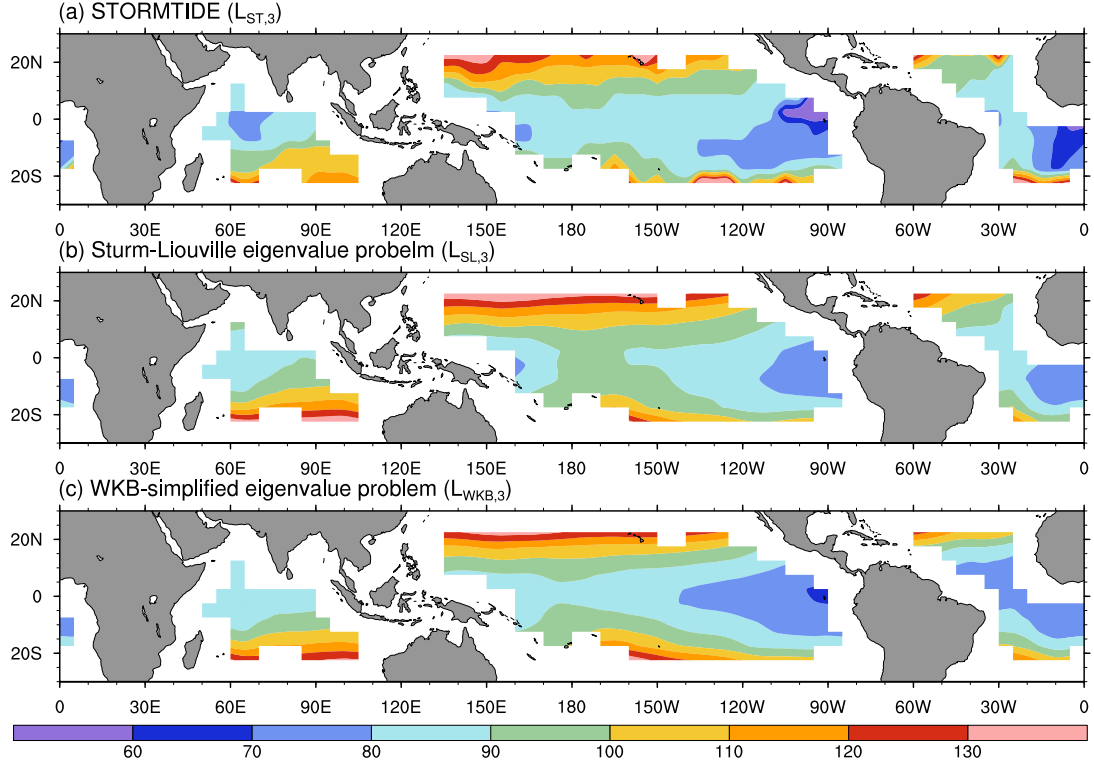 (a) STORMTIDE (L_ST,3)
20N
0
20S
0 30E 60E 90E 120E 150E 180 150W 120W 90W 60W 30W 0
(b) Sturm-Liouville eigenvalue probelm (L_SL,3)
20N
0
20S
0 30E 60E 90E 120E 150E 180 150W 120W 90W 60W 30W 0
(c) WKB-simplified eigenvalue problem (L_WKB,3)
20N
0
20S
0 30E 60E 90E 120E 150E 180 150W 120W 90W 60W 30W 0
60 70 80 90 100 110 120 130